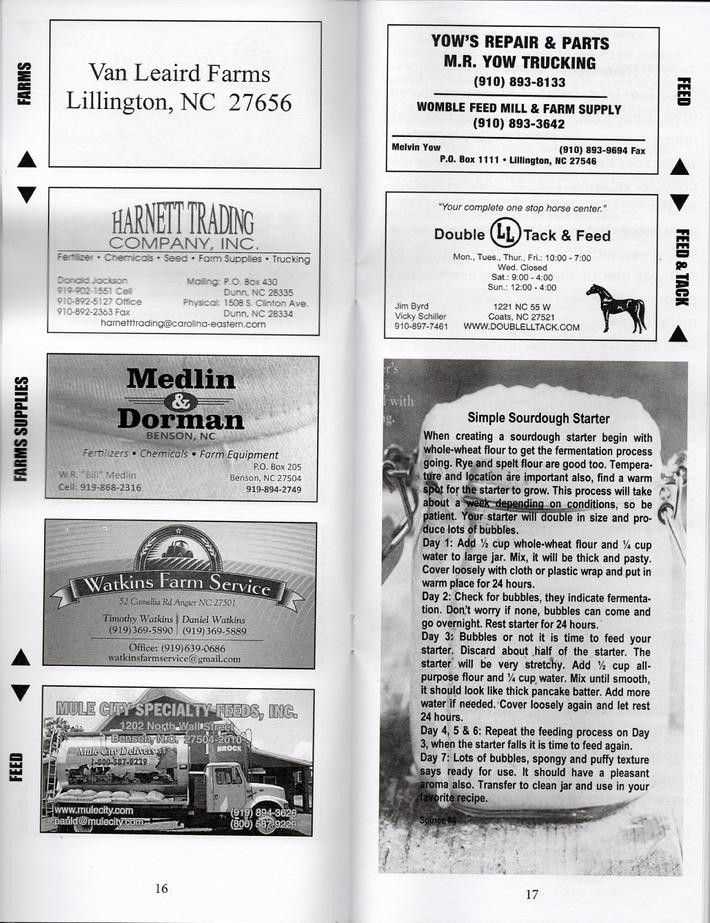 FARMS
Van Leaird Farms
Lillington, NC 27656
HARNETT TRADING
COMPANY, INC.
Fertilizer • Chemicals • Seed • Farm Supplies • Trucking
Donald Jackson
919-902-1551 Cell
910-892-5127 Office
910-892-2363 Fax
Mailing: P.O. Box 430
Dunn, NC 28335
Physical: 1508 S. Clinton Ave.
Dunn, NC 28334
harnetttrading@carolina-eastern.com
FARMS SUPPLIES
Medlin
&
Dorman
BENSON, NC
Fertilizers • Chemicals • Farm Equipment
W.R. "Bill" Medlin
Cell: 919-868-2316
P.O. Box 205
Benson, NC 27504
919-894-2749
Watkins Farm Service
52 Camellia Rd Angier NC 27501
Timothy Watkins | Daniel Watkins
(919)369-5890 | (919)369-5889
Office: (919)639-0686
watkinsfarmservice@gmail.com
FEED
MULE CITY SPECIALTY FEEDS, INC.
1202 North Wall Street
Benson, N.C. 27504-2010
BROCK
Mule City Delivers
1-800-587-9229
www.mulecity.com
pauld@mulecity.com
(919) 894-3626
(800) 587-9229
16
YOW'S REPAIR & PARTS
M.R. YOW TRUCKING
(910) 893-8133
WOMBLE FEED MILL & FARM SUPPLY
(910) 893-3642
Melvin Yow
(910) 893-9694 Fax
P.O. Box 1111 • Lillington, NC 27546
FEED
"Your complete one stop horse center."
Double LL Tack & Feed
Mon., Tues., Thur., Fri.: 10:00 - 7:00
Wed. Closed
Sat.: 9:00 - 4:00
Sun.: 12:00 - 4:00
Jim Byrd
Vicky Schiller
910-897-7461
1221 NC 55 W
Coats, NC 27521
WWW.DOUBLELLTACK.COM
FEED & TACK
Simple Sourdough Starter
When creating a sourdough starter begin with
whole-wheat flour to get the fermentation process
going. Rye and spelt flour are good too. Tempera-
ture and location are important also, find a warm
spot for the starter to grow. This process will take
about a week depending on conditions, so be
patient. Your starter will double in size and pro-
duce lots of bubbles.
Day 1: Add ½ cup whole-wheat flour and ¼ cup
water to large jar. Mix, it will be thick and pasty.
Cover loosely with cloth or plastic wrap and put in
warm place for 24 hours.
Day 2: Check for bubbles, they indicate fermenta-
tion. Don't worry if none, bubbles can come and
go overnight. Rest starter for 24 hours.
Day 3: Bubbles or not it is time to feed your
starter. Discard about half of the starter. The
starter will be very stretchy. Add ½ cup all-
purpose flour and ¼ cup water. Mix until smooth,
it should look like thick pancake batter. Add more
water if needed. Cover loosely again and let rest
24 hours.
Day 4, 5 & 6: Repeat the feeding process on Day
3, when the starter falls it is time to feed again.
Day 7: Lots of bubbles, spongy and puffy texture
says ready for use. It should have a pleasant
aroma also. Transfer to clean jar and use in your
favorite recipe.
Source #4
17